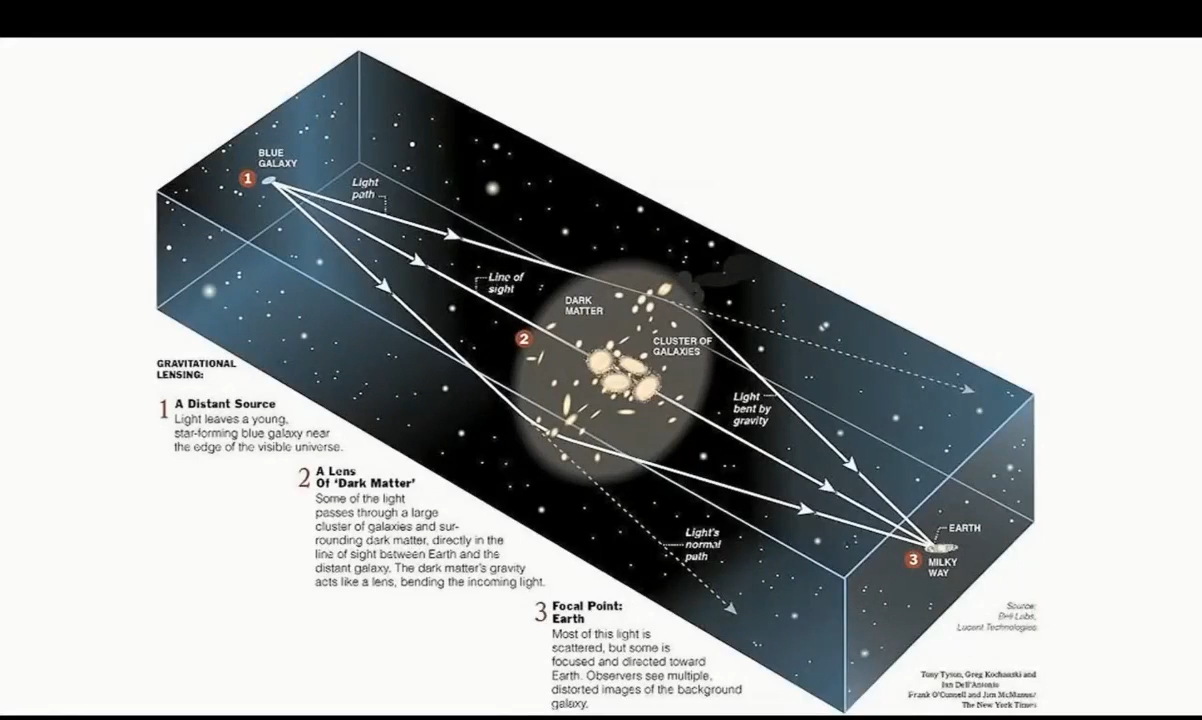 BLUE
GALAXY
1
Light
path
Line of
sight
DARK
MATTER
2
CLUSTER OF
GALAXIES
Light
bent by
gravity
Light's
normal
path
EARTH
3
MILKY
WAY
GRAVITATIONAL
LENSING:
1 A Distant Source
Light leaves a young,
star-forming blue galaxy near
the edge of the visible universe.
2 A Lens
Of 'Dark Matter'
Some of the light
passes through a large
cluster of galaxies and sur-
rounding dark matter, directly in the
line of sight between Earth and the
distant galaxy. The dark matter's gravity
acts like a lens, bending the incoming light.
3 Focal Point:
Earth
Most of this light is
scattered, but some is
focused and directed toward
Earth. Observers see multiple,
distorted images of the background
galaxy.
Source:
Bell Labs,
Lucent Technologies
Tony Tyson, Greg Kochanski and
Ian Dell'Antonio
Frank O'Connell and Jim McManus/
The New York Times